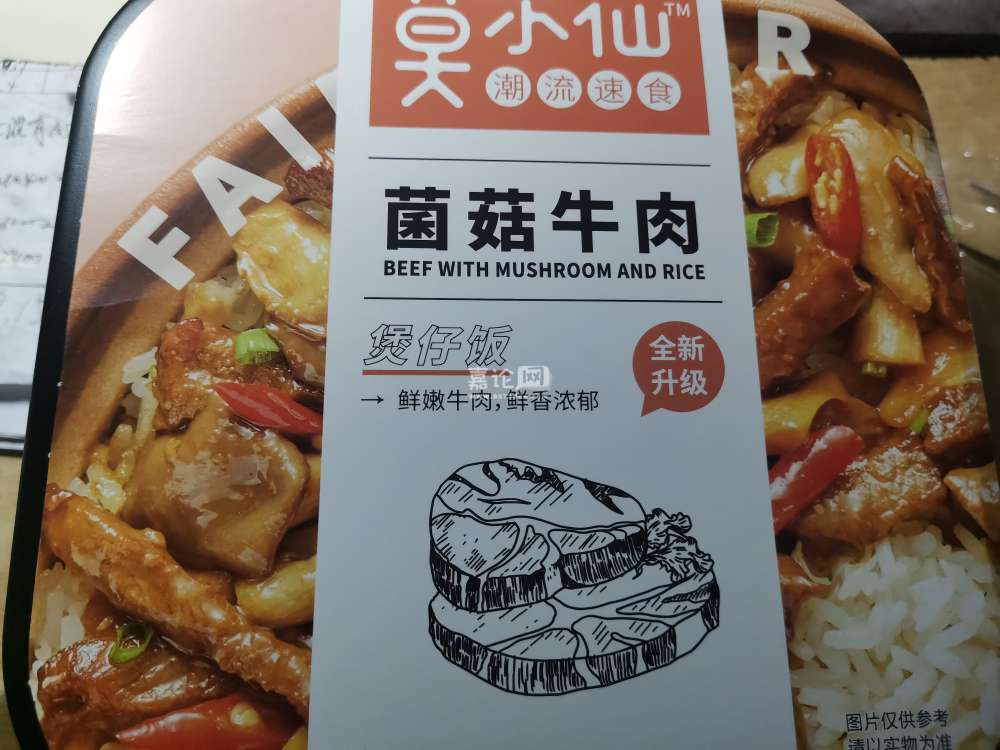 莫小仙™
潮流速食
FAI
R
菌菇牛肉
BEEF WITH MUSHROOM AND RICE
煲仔饭
全新
升级
嘉论网
→ 鲜嫩牛肉,鲜香浓郁
图片仅供参考
请以实物为准